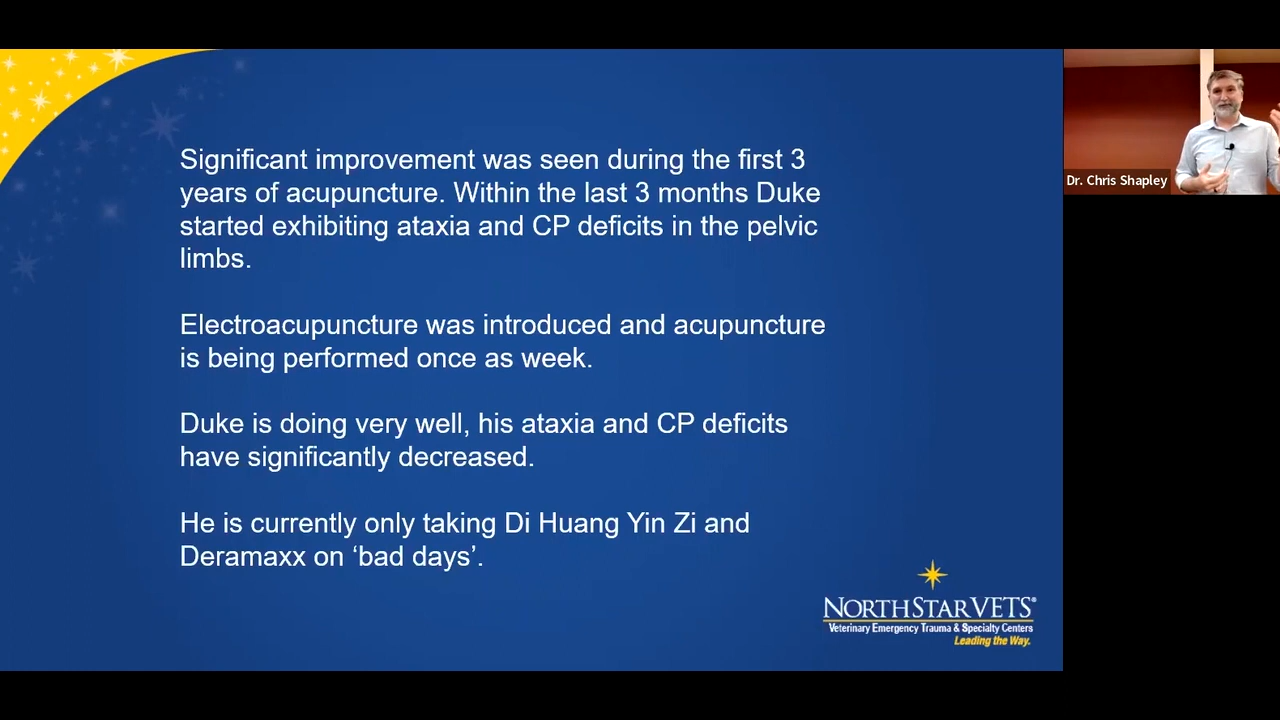 Significant improvement was seen during the first 3
years of acupuncture. Within the last 3 months Duke
started exhibiting ataxia and CP deficits in the pelvic
limbs.
Electroacupuncture was introduced and acupuncture
is being performed once as week.
Duke is doing very well, his ataxia and CP deficits
have significantly decreased.
He is currently only taking Di Huang Yin Zi and
Deramaxx on ‘bad days’.
NORTHSTAR VETS®
Veterinary Emergency Trauma & Specialty Centers
Leading the Way.
Dr. Chris Shapley